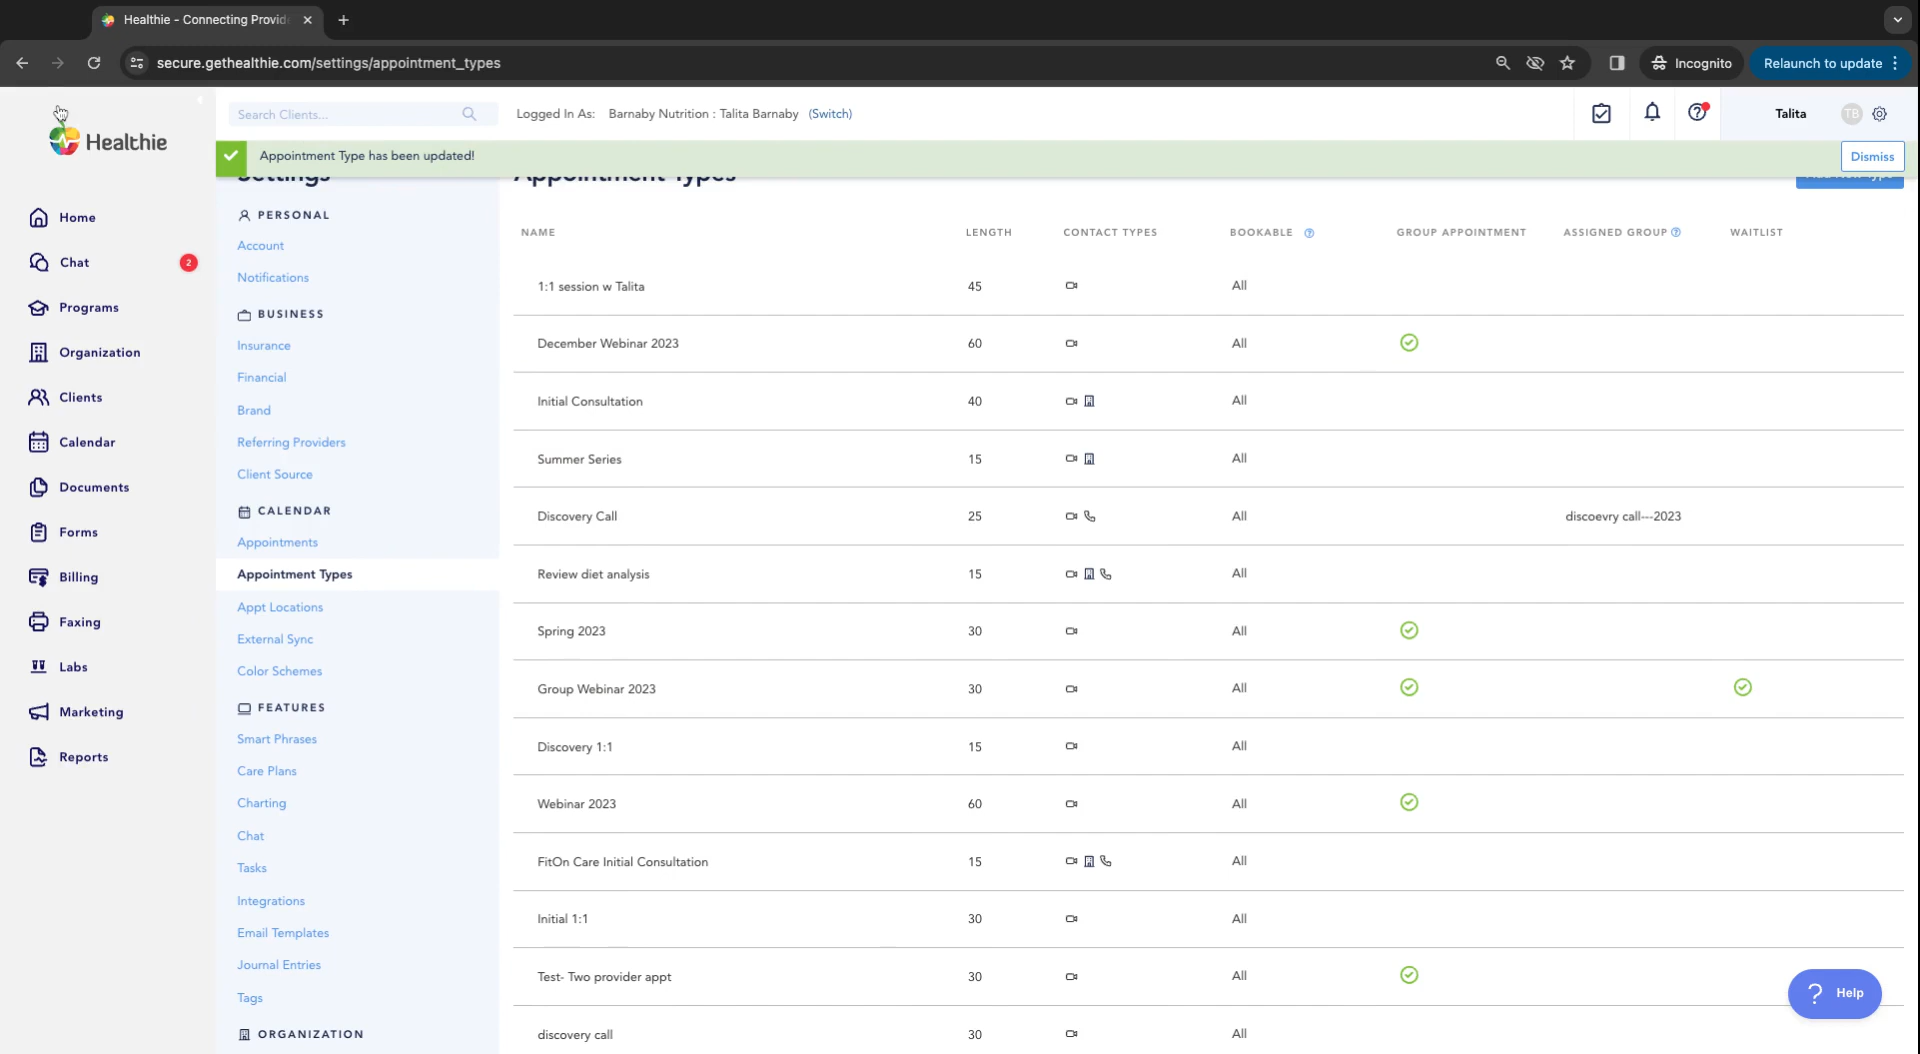 Healthie - Connecting Provid
secure.gethealthie.com/settings/appointment_types
Incognito
Relaunch to update
Healthie
Search Clients...
Logged In As: Barnaby Nutrition : Talita Barnaby (Switch)
Talita
TB
Appointment Type has been updated!
Dismiss
Settings
Appointment Types
Home
Chat
2
Programs
Organization
Clients
Calendar
Documents
Forms
Billing
Faxing
Labs
Marketing
Reports
PERSONAL
Account
Notifications
BUSINESS
Insurance
Financial
Brand
Referring Providers
Client Source
CALENDAR
Appointments
Appointment Types
Appt Locations
External Sync
Color Schemes
FEATURES
Smart Phrases
Care Plans
Charting
Chat
Tasks
Integrations
Email Templates
Journal Entries
Tags
ORGANIZATION
NAME LENGTH CONTACT TYPES BOOKABLE ? GROUP APPOINTMENT ASSIGNED GROUP ? WAITLIST
1:1 session w Talita 45 All
December Webinar 2023 60 All
Initial Consultation 40 All
Summer Series 15 All
Discovery Call 25 All discoevry call---2023
Review diet analysis 15 All
Spring 2023 30 All
Group Webinar 2023 30 All
Discovery 1:1 15 All
Webinar 2023 60 All
FitOn Care Initial Consultation 15 All
Initial 1:1 30 All
Test- Two provider appt 30 All
discovery call 30 All
? Help